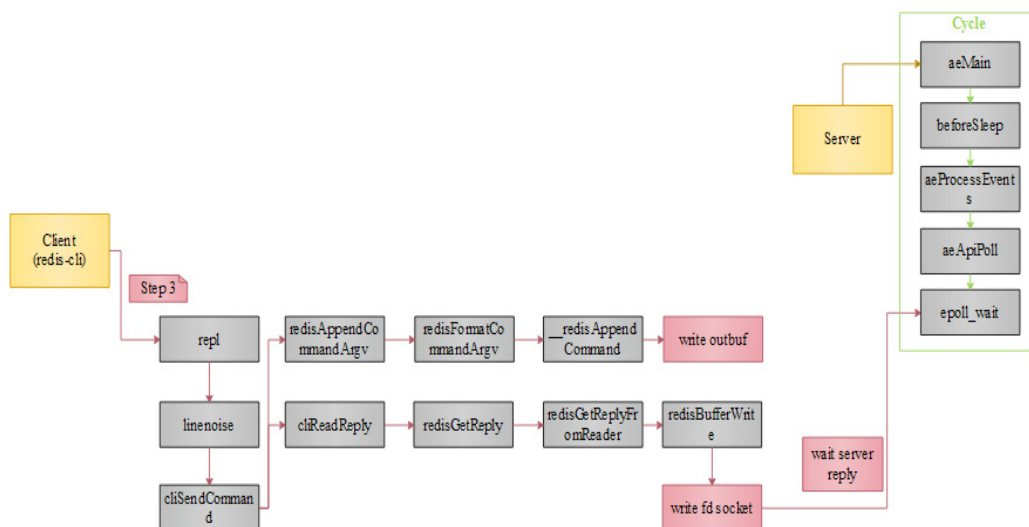 Cycle
aeMain
beforeSleep
Server
aeProcessEvent
s
Client
(redis-cli)
aeApiPoll
Step 3
epoll_wait
repl
redisAppendCo
mmandArgv
redisFormatCo
mmandArgv
__redisAppend
Command
write outbuf
linenoise
cliReadReply
redisGetReply
redisGetReplyFr
omReader
redisBufferWrit
e
wait server
reply
cliSendComman
d
write fd socket